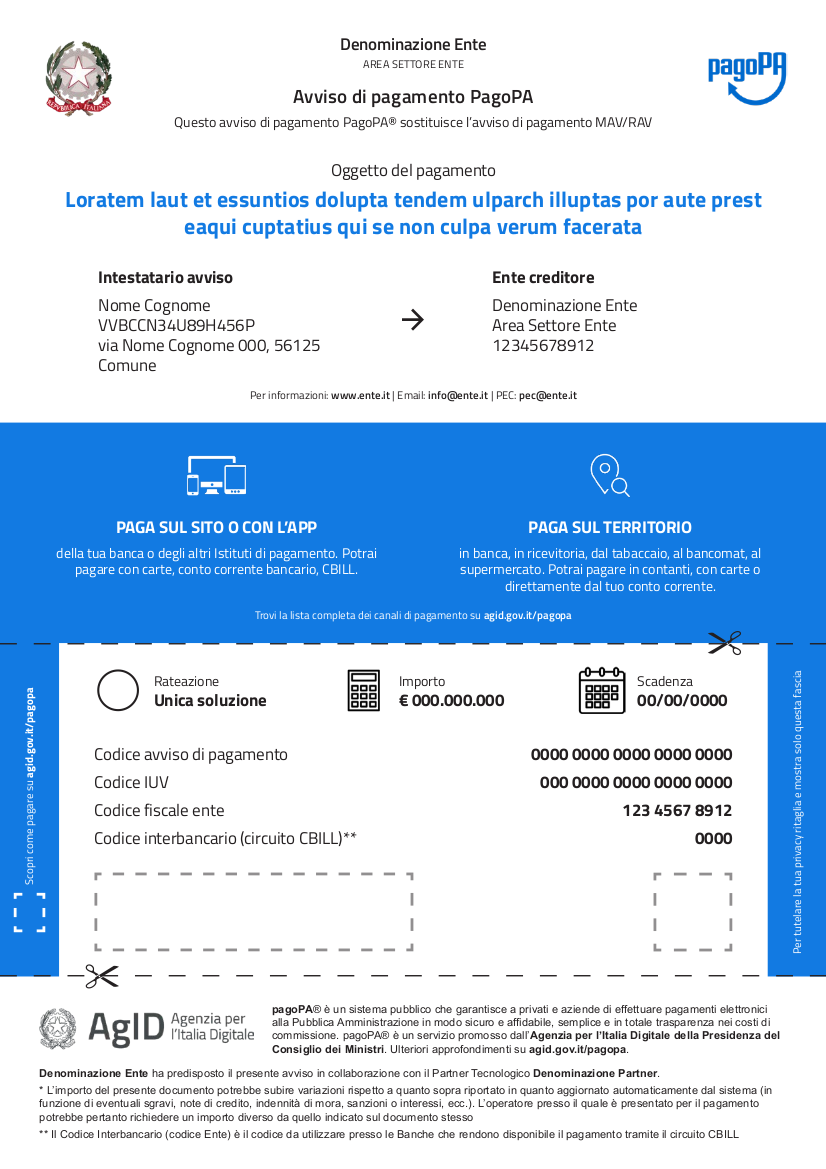 Denominazione Ente
AREA SETTORE ENTE
REPVBBLICA ITALIANA
pagoPA
Avviso di pagamento PagoPA
Questo avviso di pagamento PagoPA® sostituisce l'avviso di pagamento MAV/RAV
Oggetto del pagamento
Loratem laut et essuntios dolupta tendem ulparch illuptas por aute prest
eaqui cuptatius qui se non culpa verum facerata
Intestatario avviso
Nome Cognome
VVBCCN34U89H456P
via Nome Cognome 000, 56125
Comune
Ente creditore
Denominazione Ente
Area Settore Ente
12345678912
Per informazioni: www.ente.it | Email: info@ente.it | PEC: pec@ente.it
PAGA SUL SITO O CON L'APP
della tua banca o degli altri Istituti di pagamento. Potrai
pagare con carte, conto corrente bancario, CBILL.
PAGA SUL TERRITORIO
in banca, in ricevitoria, dal tabaccaio, al bancomat, al
supermercato. Potrai pagare in contanti, con carte o
direttamente dal tuo conto corrente.
Trovi la lista completa dei canali di pagamento su agid.gov.it/pagopa
Scopri come pagare su agid.gov.it/pagopa
Rateazione
Unica soluzione
Importo
€ 000.000.000
Scadenza
00/00/0000
Codice avviso di pagamento 0000 0000 0000 0000 0000
Codice IUV 000 0000 0000 0000 0000
Codice fiscale ente 123 4567 8912
Codice interbancario (circuito CBILL)** 0000
Per tutelare la tua privacy ritaglia e mostra solo questa fascia
AgID Agenzia per
l'Italia Digitale
pagoPA® è un sistema pubblico che garantisce a privati e aziende di effettuare pagamenti elettronici
alla Pubblica Amministrazione in modo sicuro e affidabile, semplice e in totale trasparenza nei costi di
commissione. pagoPA® è un servizio promosso dall'Agenzia per l'Italia Digitale della Presidenza del
Consiglio dei Ministri. Ulteriori approfondimenti su agid.gov.it/pagopa.
Denominazione Ente ha predisposto il presente avviso in collaborazione con il Partner Tecnologico Denominazione Partner.
* L'importo del presente documento potrebbe subire variazioni rispetto a quanto sopra riportato in quanto aggiornato automaticamente dal sistema (in
funzione di eventuali sgravi, note di credito, indennità di mora, sanzioni o interessi, ecc.). L'operatore presso il quale è presentato per il pagamento
potrebbe pertanto richiedere un importo diverso da quello indicato sul documento stesso
** Il Codice Interbancario (codice Ente) è il codice da utilizzare presso le Banche che rendono disponibile il pagamento tramite il circuito CBILL